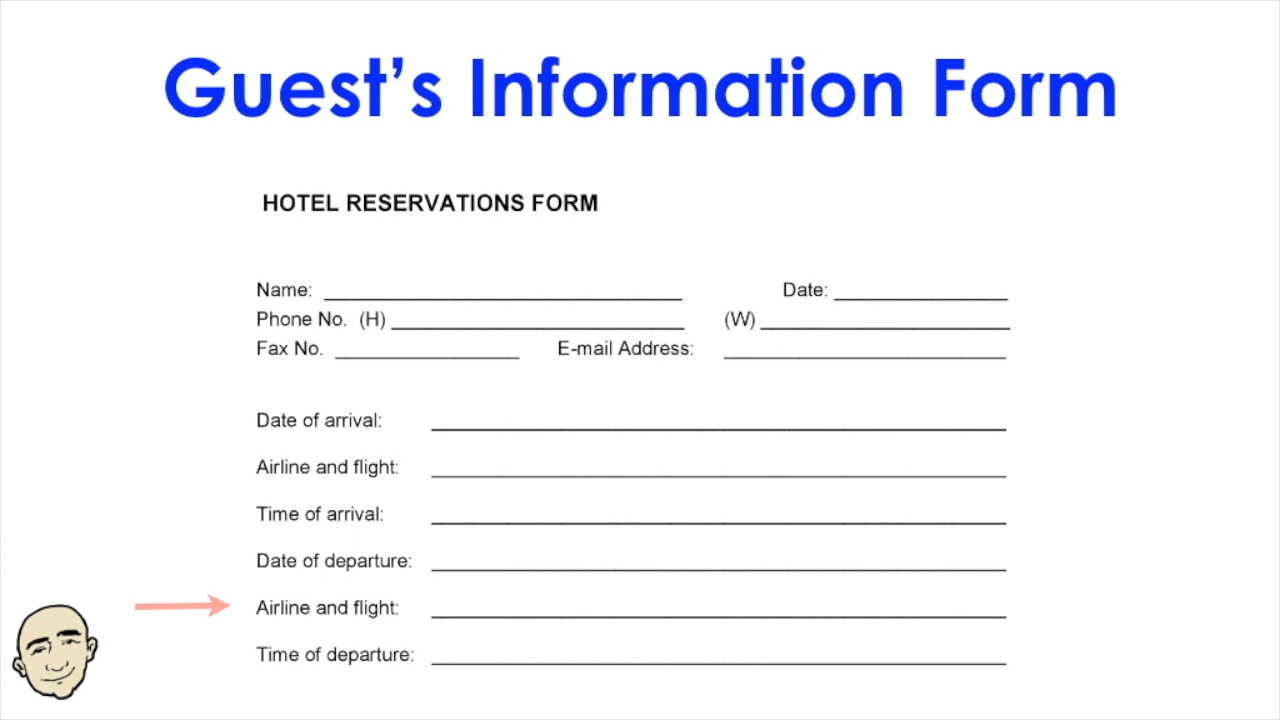 Guest’s Information Form
HOTEL RESERVATIONS FORM
Name: Date:
Phone No. (H) (W)
Fax No. E-mail Address:
Date of arrival:
Airline and flight:
Time of arrival:
Date of departure:
Airline and flight:
Time of departure: